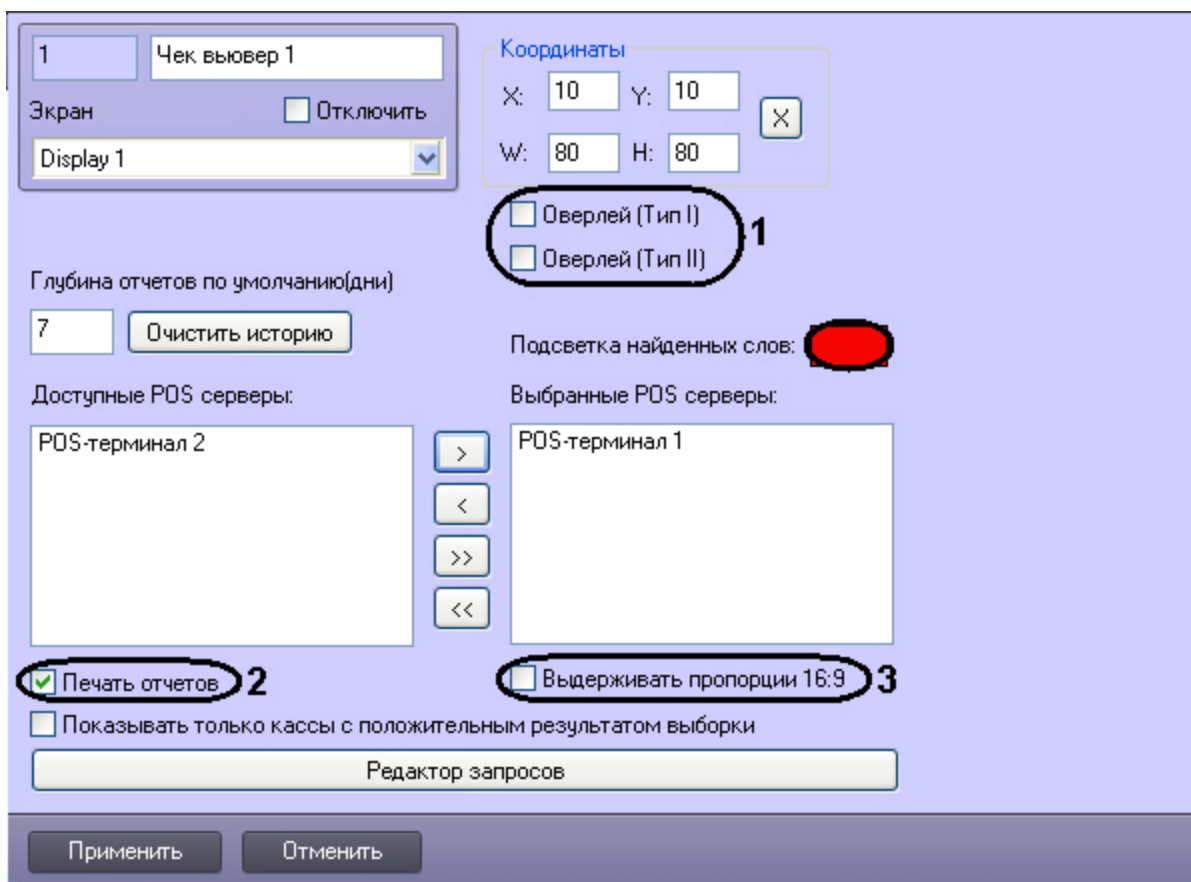 1 Чек вьювер 1
Экран Отключить
Display 1
Координаты
X: 10 Y: 10
X
W: 80 H: 80
Оверлей (Тип I)
Оверлей (Тип II)
1
Глубина отчетов по умолчанию(дни)
7 Очистить историю
Подсветка найденных слов:
Доступные POS серверы:
POS-терминал 2
>
<
>>
<<
Выбранные POS серверы:
POS-терминал 1
Печать отчетов 2
Выдерживать пропорции 16:9 3
Показывать только кассы с положительным результатом выборки
Редактор запросов
Применить Отменить